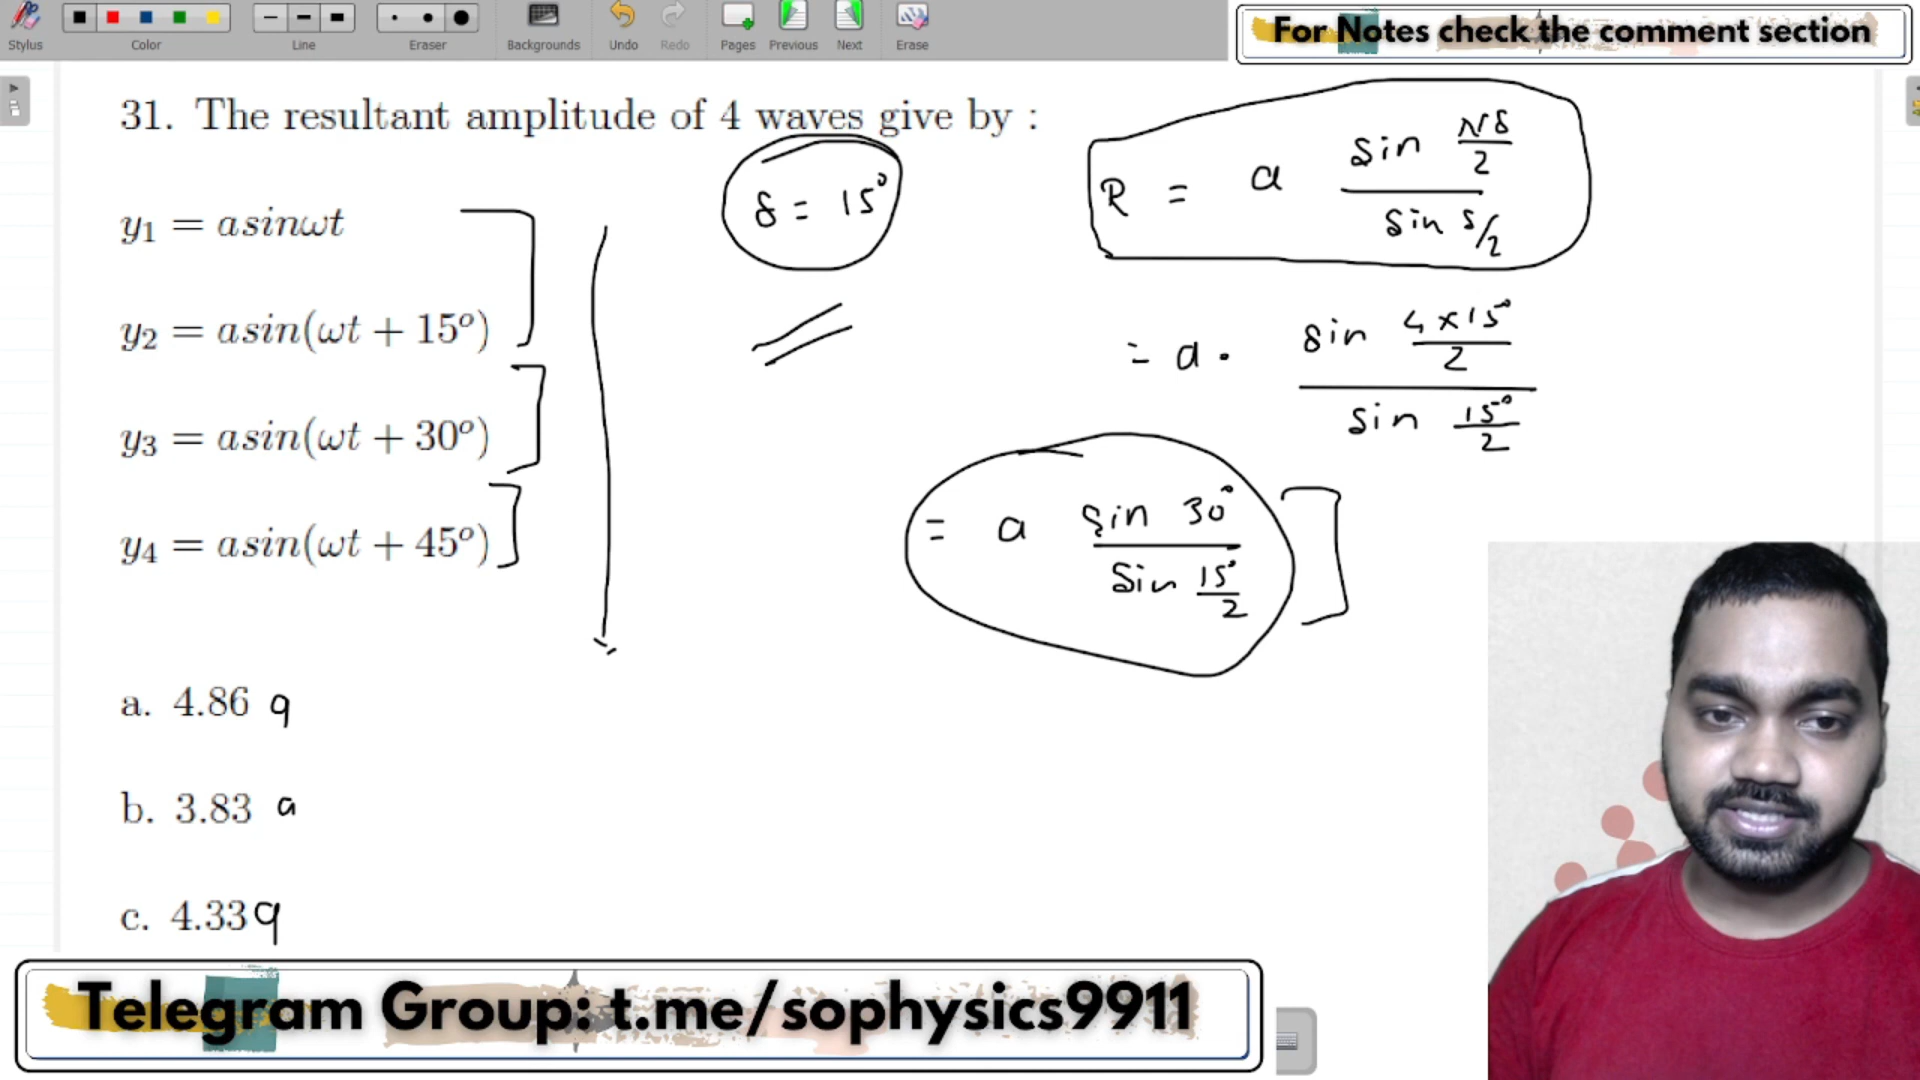 Stylus Color Line Eraser Backgrounds Undo Redo Pages Previous Next Erase
For Notes check the comment section
31. The resultant amplitude of 4 waves give by :
y₁ = asinωt
y₂ = asin(ωt + 15°)
y₃ = asin(ωt + 30°)
y₄ = asin(ωt + 45°)
δ = 15°
R = a sin Nδ/2 / sin δ/2
= a · sin 4×15°/2 / sin 15°/2
= a sin 30° / sin 15°/2
a. 4.86 a
b. 3.83 a
c. 4.33 a
Telegram Group: t.me/sophysics9911